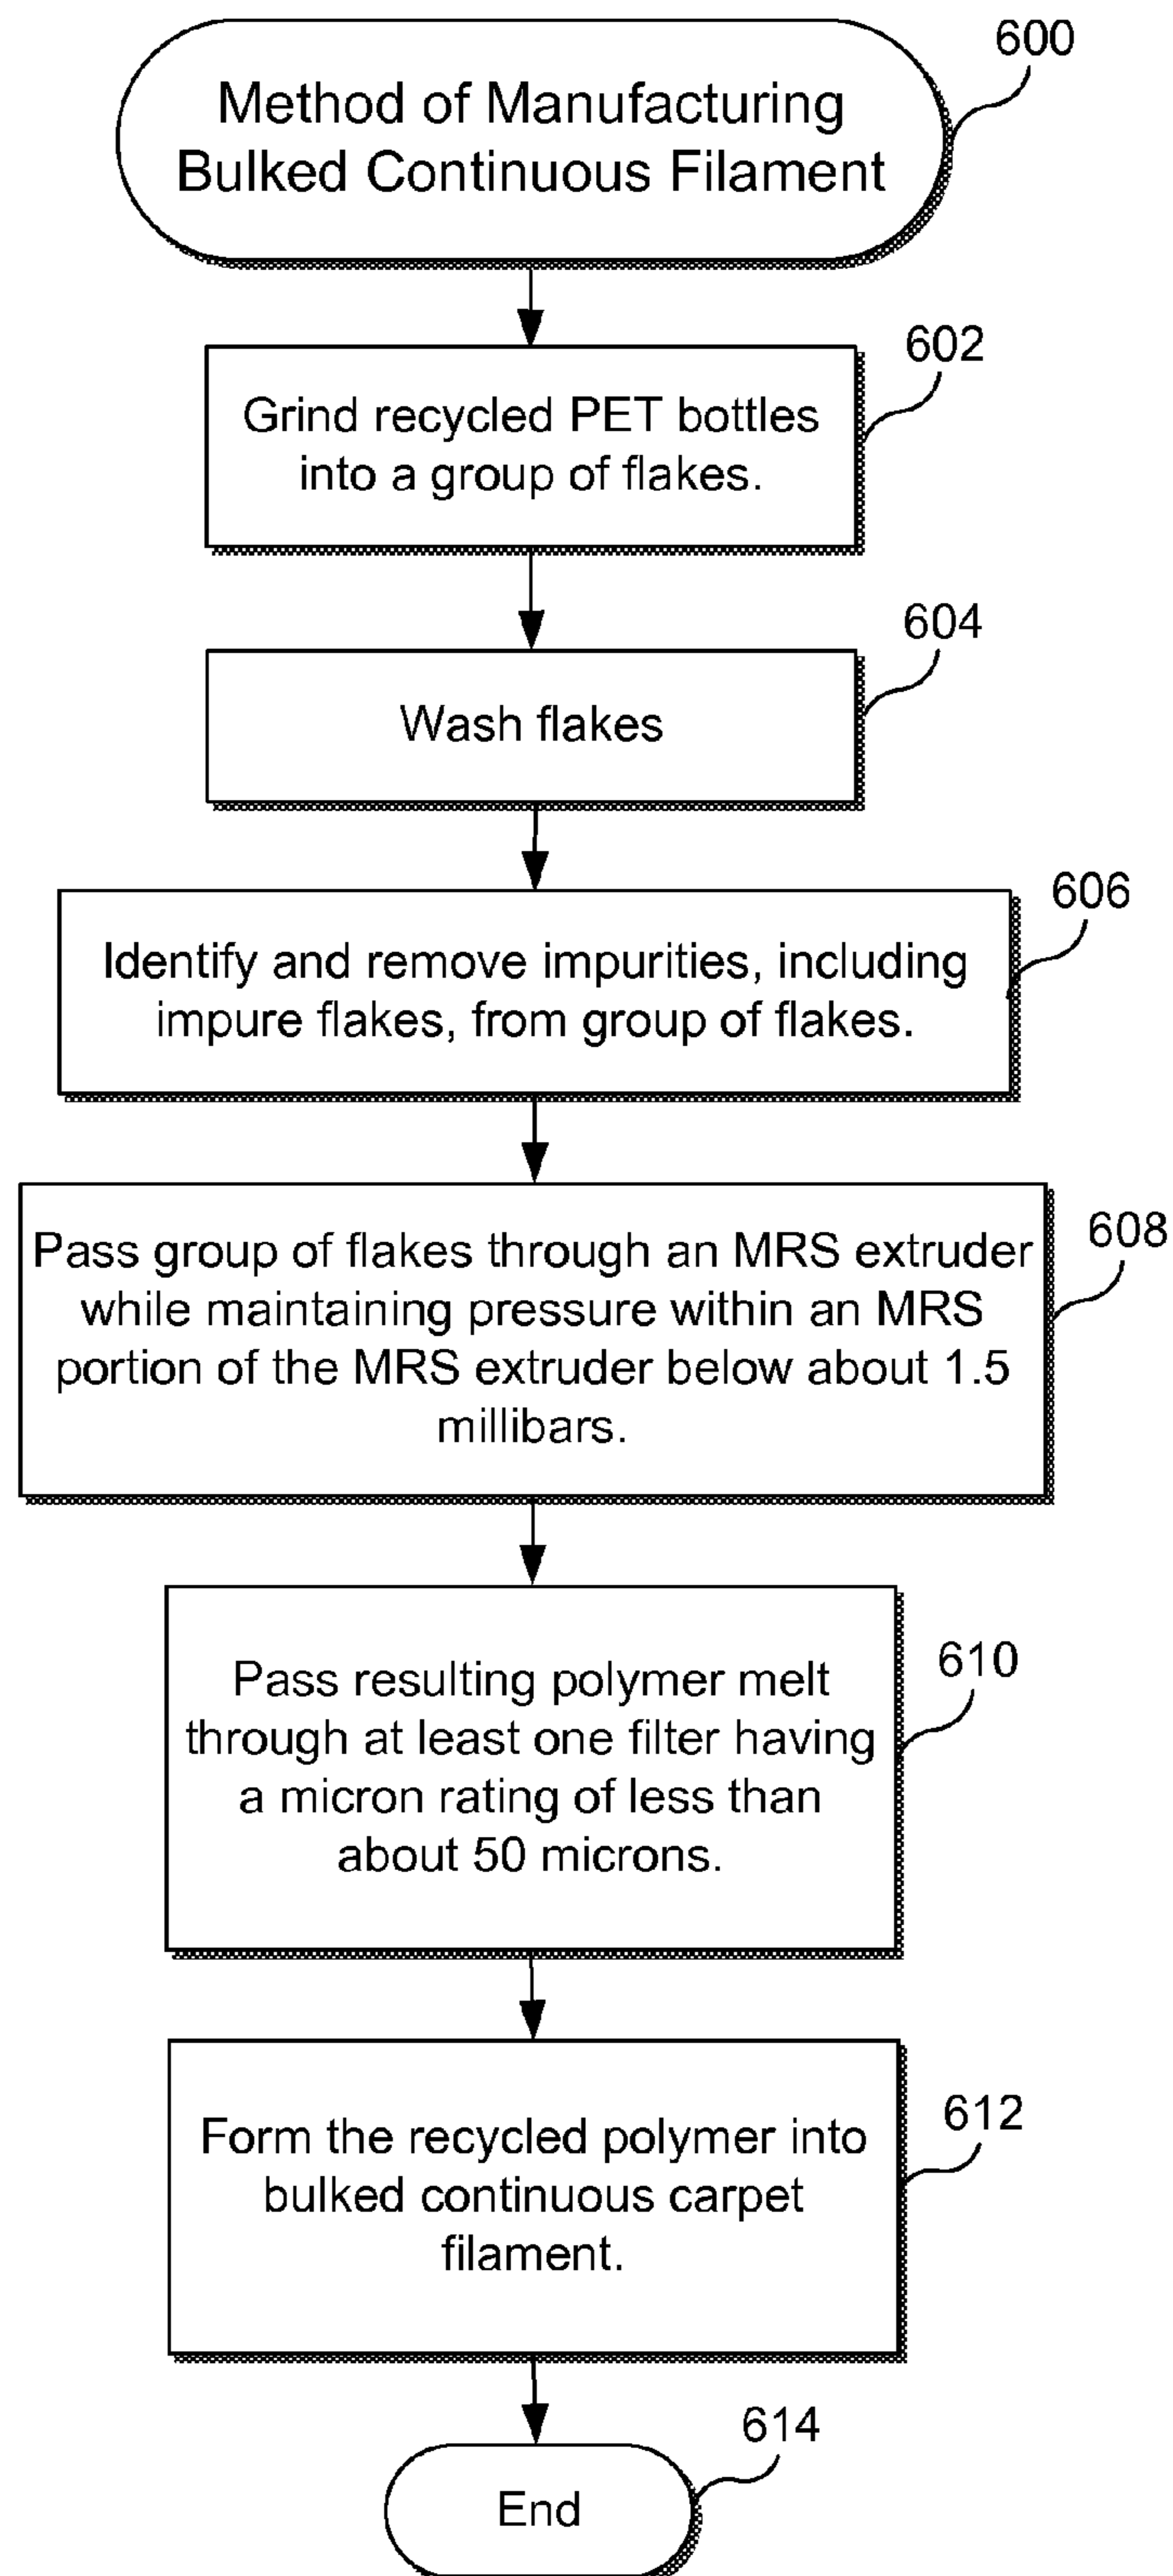 600
Method of Manufacturing
Bulked Continuous Filament
602
Grind recycled PET bottles
into a group of flakes.
604
Wash flakes
606
Identify and remove impurities, including
impure flakes, from group of flakes.
608
Pass group of flakes through an MRS extruder
while maintaining pressure within an MRS
portion of the MRS extruder below about 1.5
millibars.
610
Pass resulting polymer melt
through at least one filter having
a micron rating of less than
about 50 microns.
612
Form the recycled polymer into
bulked continuous carpet
filament.
614
End